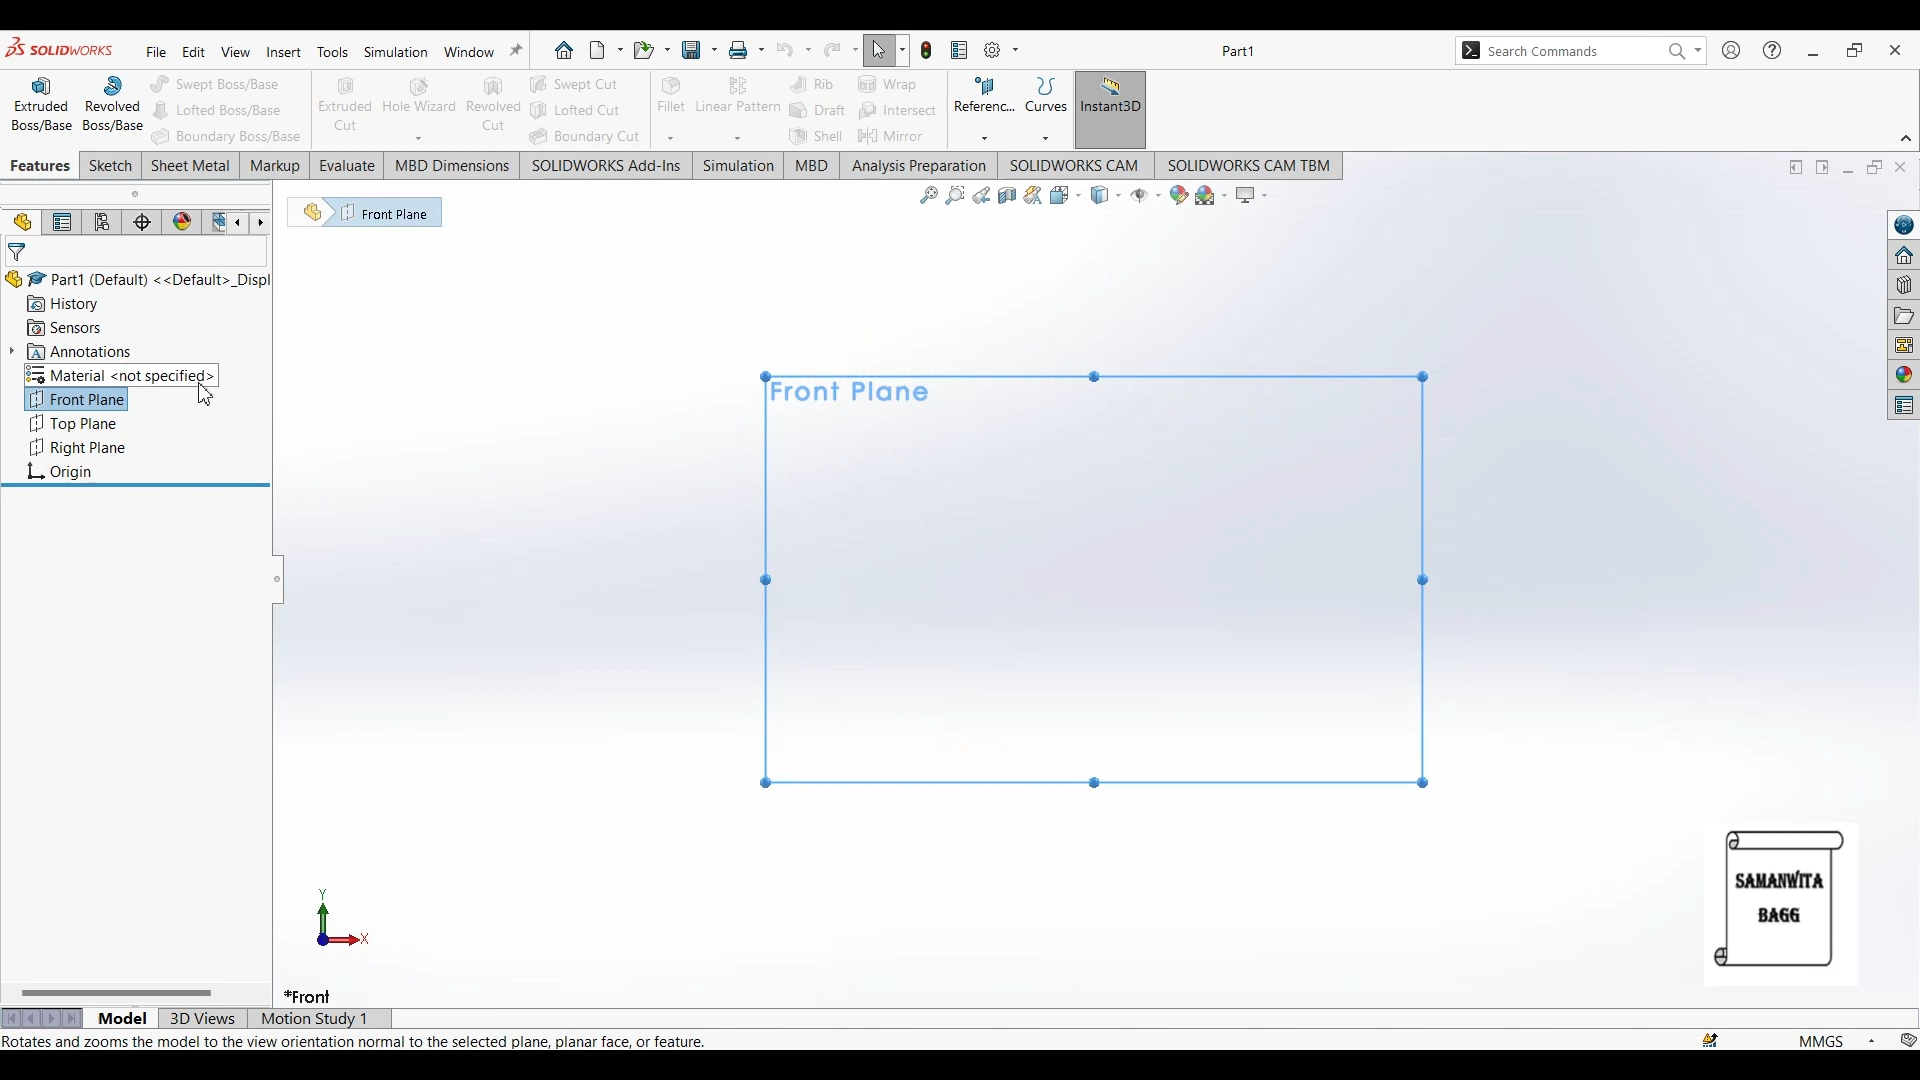 SOLIDWORKS File Edit View Insert Tools Simulation Window Part1 Search Commands
Extruded Boss/Base
Revolved Boss/Base
Swept Boss/Base
Lofted Boss/Base
Boundary Boss/Base
Extruded Cut
Hole Wizard
Revolved Cut
Swept Cut
Lofted Cut
Boundary Cut
Fillet
Linear Pattern
Rib
Draft
Shell
Wrap
Intersect
Mirror
Referenc...
Curves
Instant3D
Features Sketch Sheet Metal Markup Evaluate MBD Dimensions SOLIDWORKS Add-Ins Simulation MBD Analysis Preparation SOLIDWORKS CAM SOLIDWORKS CAM TBM
Front Plane
Part1 (Default) <<Default>_Displ
History
Sensors
Annotations
Material <not specified>
Front Plane
Top Plane
Right Plane
Origin
Front Plane
Y
X
*Front
SAMANWITA
BAGG
Model 3D Views Motion Study 1
Rotates and zooms the model to the view orientation normal to the selected plane, planar face, or feature.
MMGS